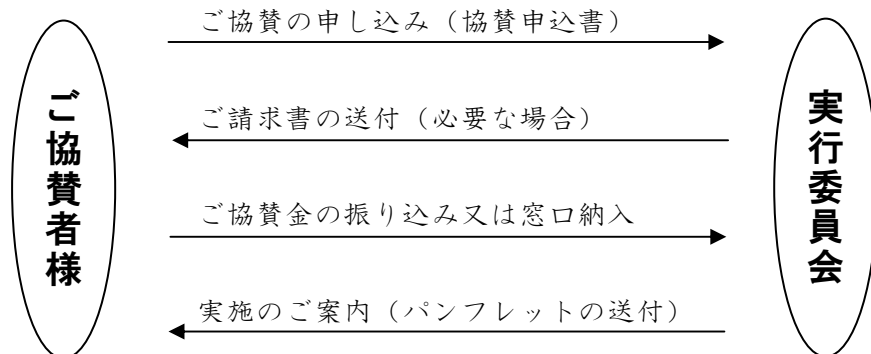 ご協賛者様
ご協賛の申し込み（協賛申込書）
ご請求書の送付（必要な場合）
ご協賛金の振り込み又は窓口納入
実施のご案内（パンフレットの送付）
実行委員会